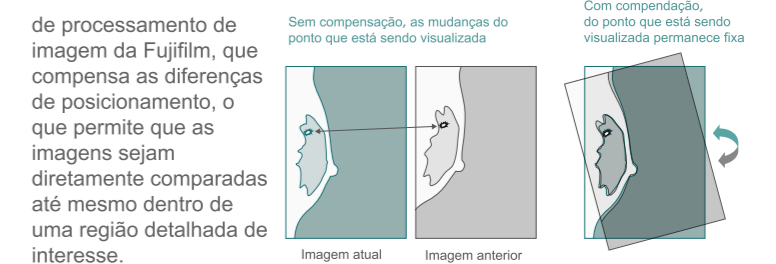 de processamento de
imagem da Fujifilm, que
compensa as diferenças
de posicionamento, o
que permite que as
imagens sejam
diretamente comparadas
até mesmo dentro de
uma região detalhada de
interesse.
Sem compensação, as mudanças do
ponto que está sendo visualizada
Imagem atual
Imagem anterior
Com compendação,
do ponto que está sendo
visualizada permanece fixa